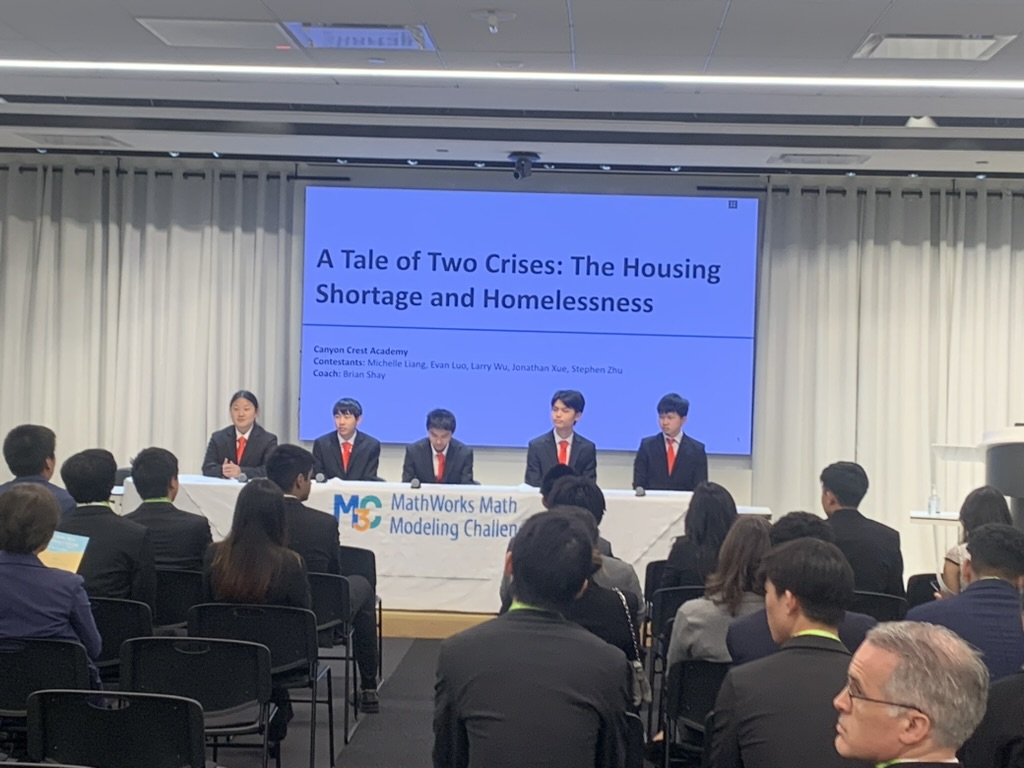 A Tale of Two Crises: The Housing
Shortage and Homelessness
Canyon Crest Academy
Contestants: Michelle Liang, Evan Luo, Larry Wu, Jonathan Xue, Stephen Zhu
Coach: Brian Shay
M3C MathWorks Math
Modeling Challen